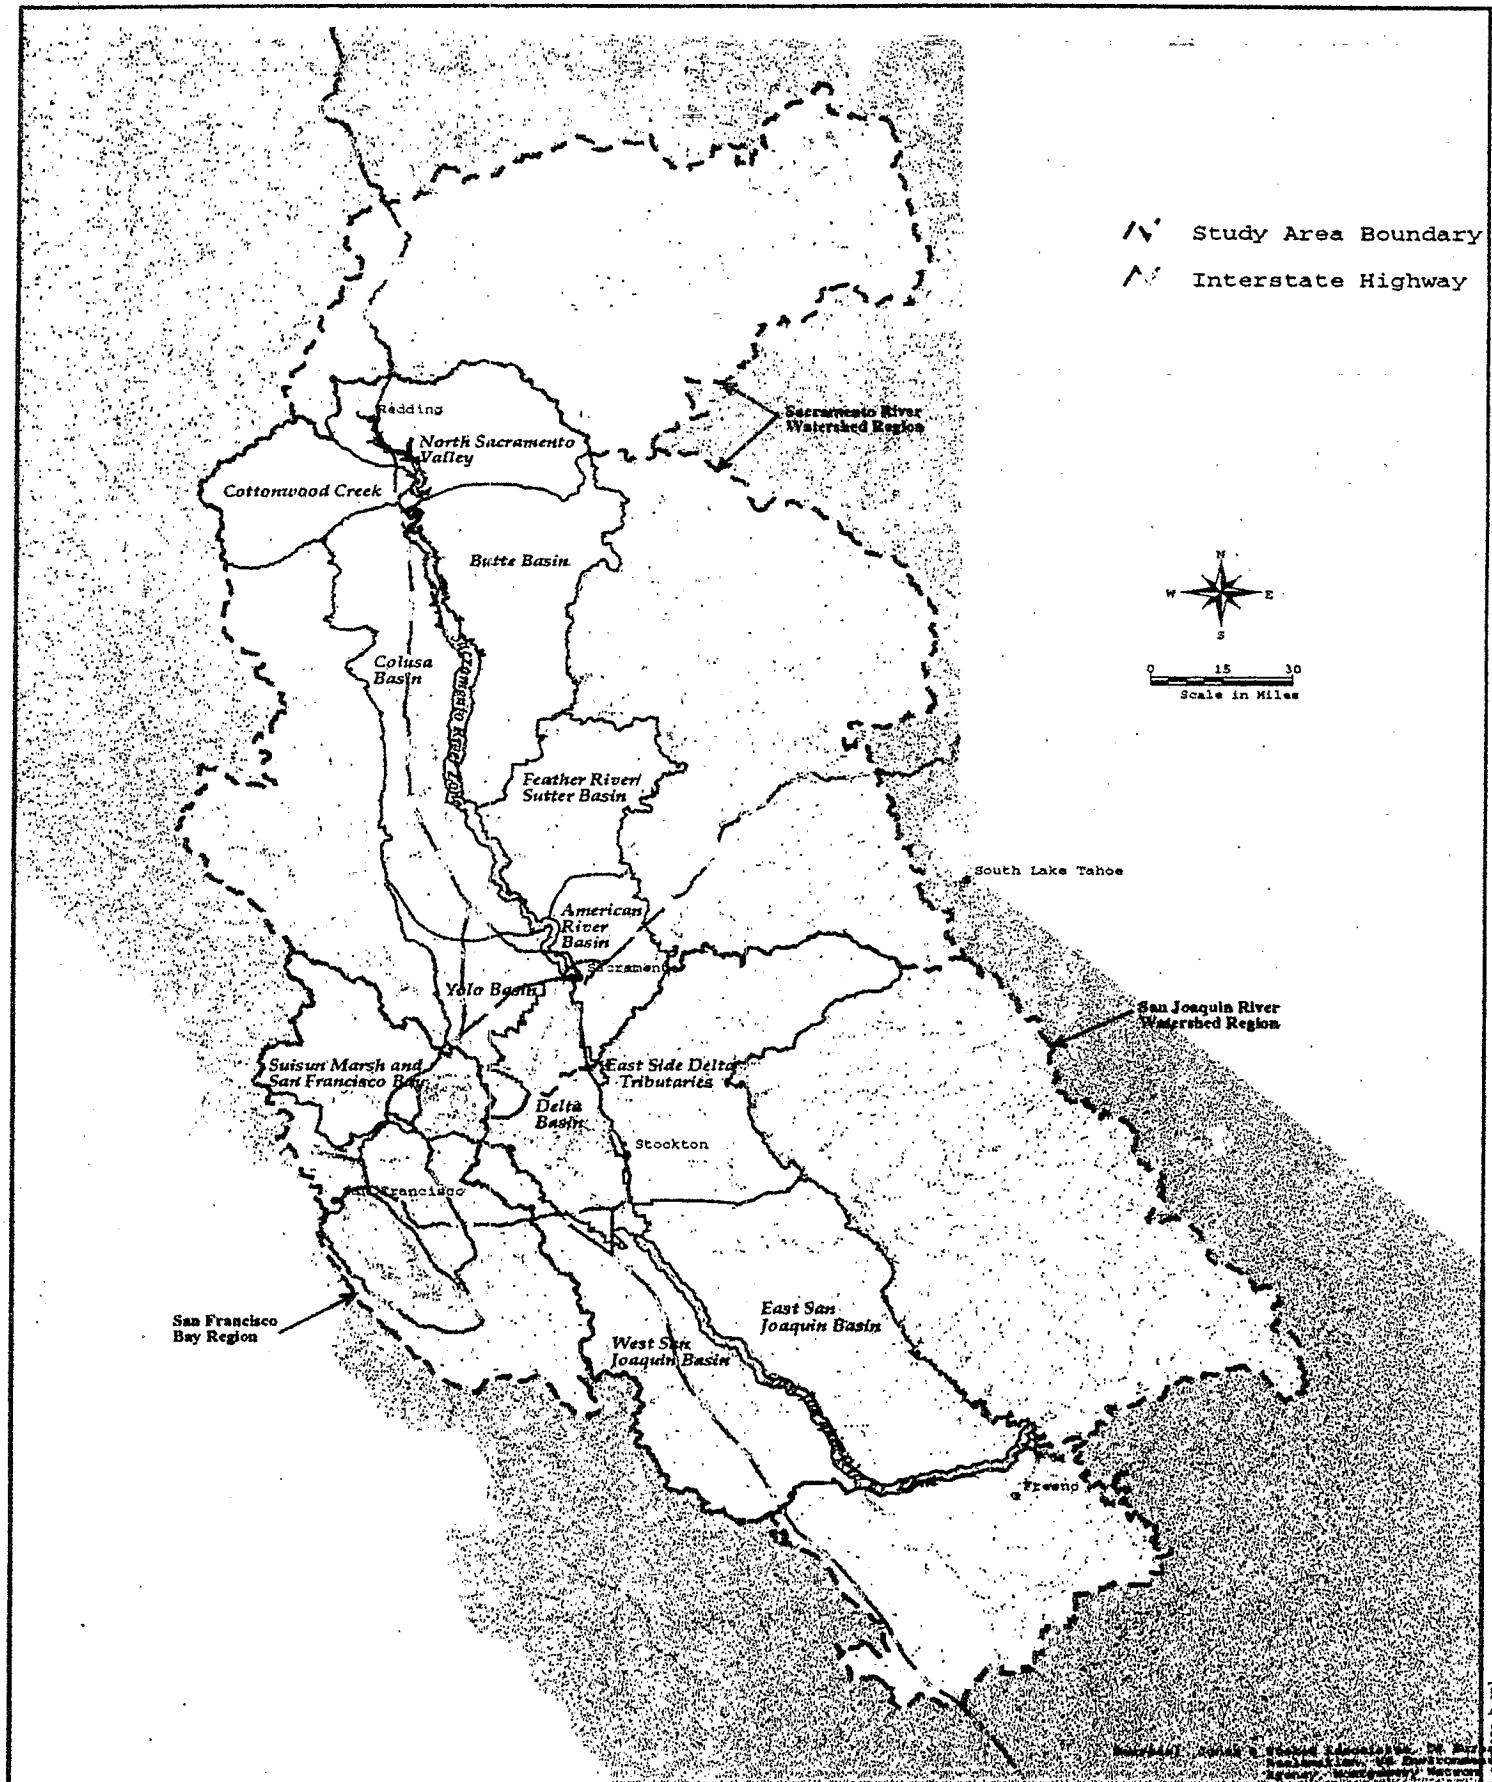 Study Area Boundary
Interstate Highway
Redding
Sacramento River
Watershed Region
North Sacramento
Valley
Cottonwood Creek
Butte Basin
N
W E
S
Colusa
Basin
0 15 30
Scale in Miles
Feather River/
Sutter Basin
South Lake Tahoe
American
River
Basin
Sacramento
Yolo Basin
San Joaquin River
Watershed Region
Suisun Marsh and
San Francisco Bay
East Side Delta
Tributaries
Delta
Basin
Stockton
San Francisco
San Francisco
Bay Region
East San
Joaquin Basin
West San
Joaquin Basin
Fresno